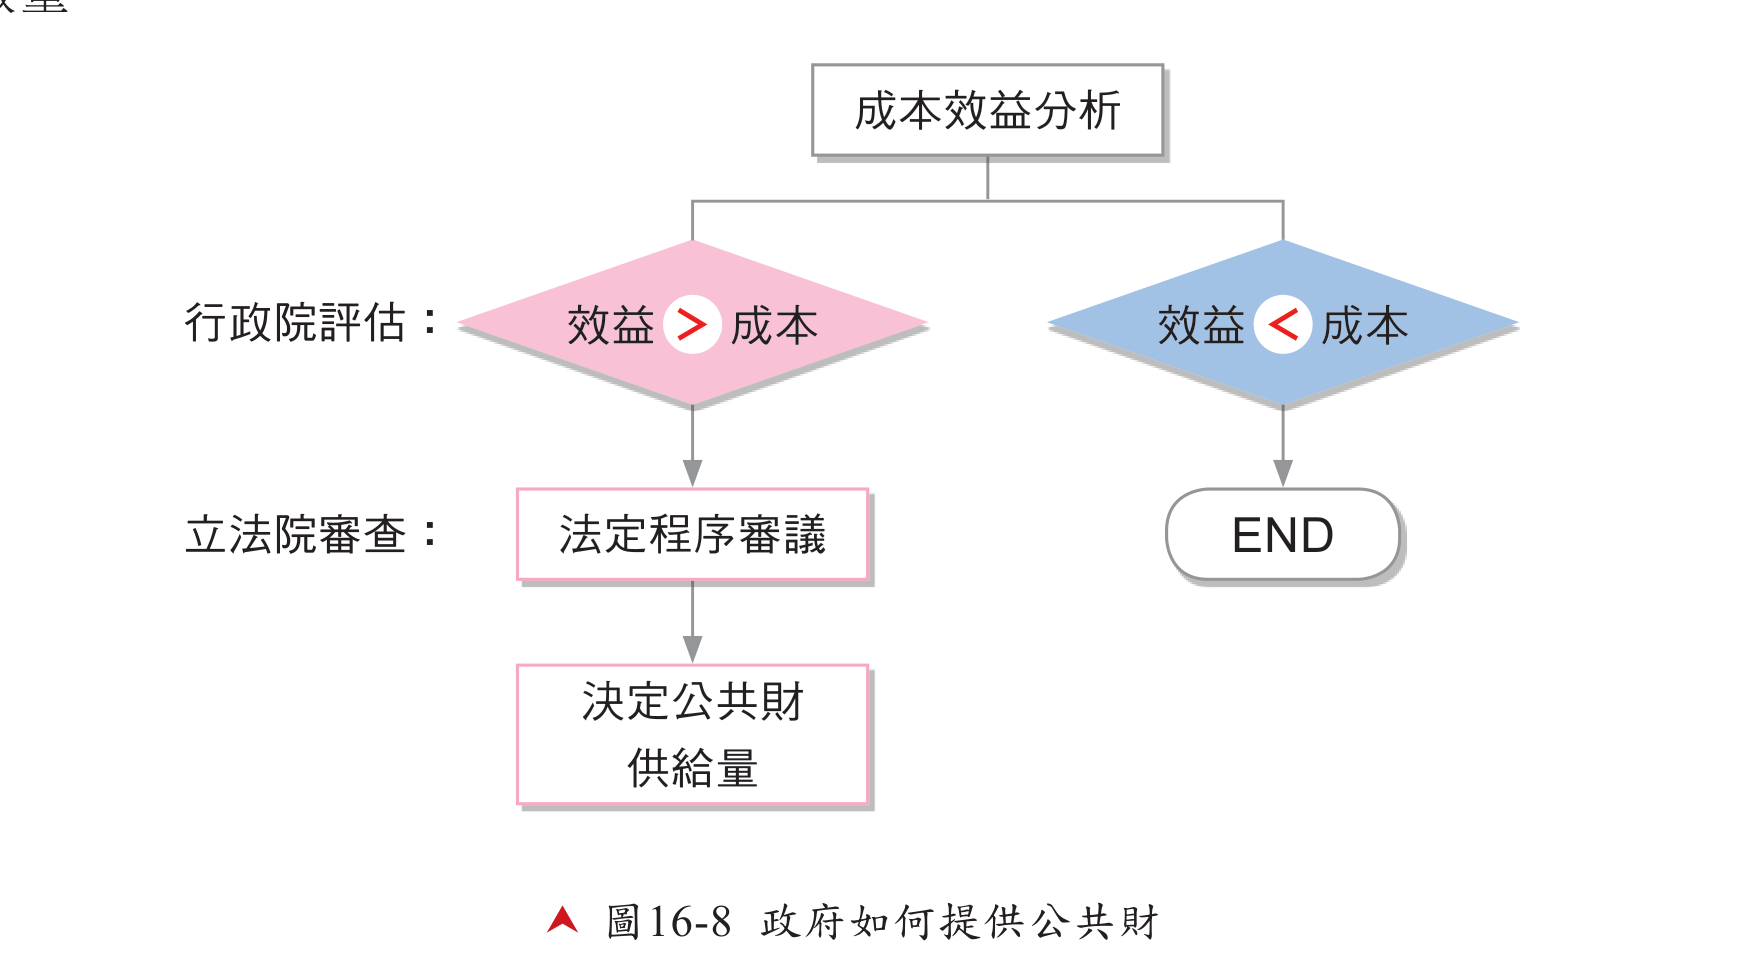 成本效益分析
行政院評估：
效益 > 成本
效益 < 成本
立法院審查：
法定程序審議
END
決定公共財
供給量
圖16-8 政府如何提供公共財